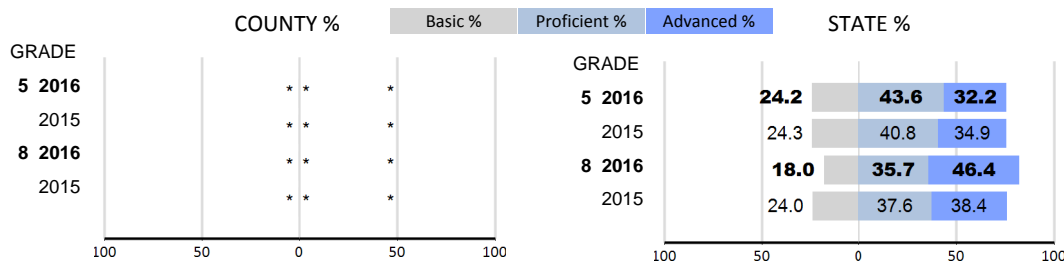 COUNTY % Basic % Proficient % Advanced % STATE %
GRADE
5 2016 * * *
2015 * * *
8 2016 * * *
2015 * * *
100 50 0 50 100
GRADE
5 2016 24.2 43.6 32.2
2015 24.3 40.8 34.9
8 2016 18.0 35.7 46.4
2015 24.0 37.6 38.4
100 50 0 50 100